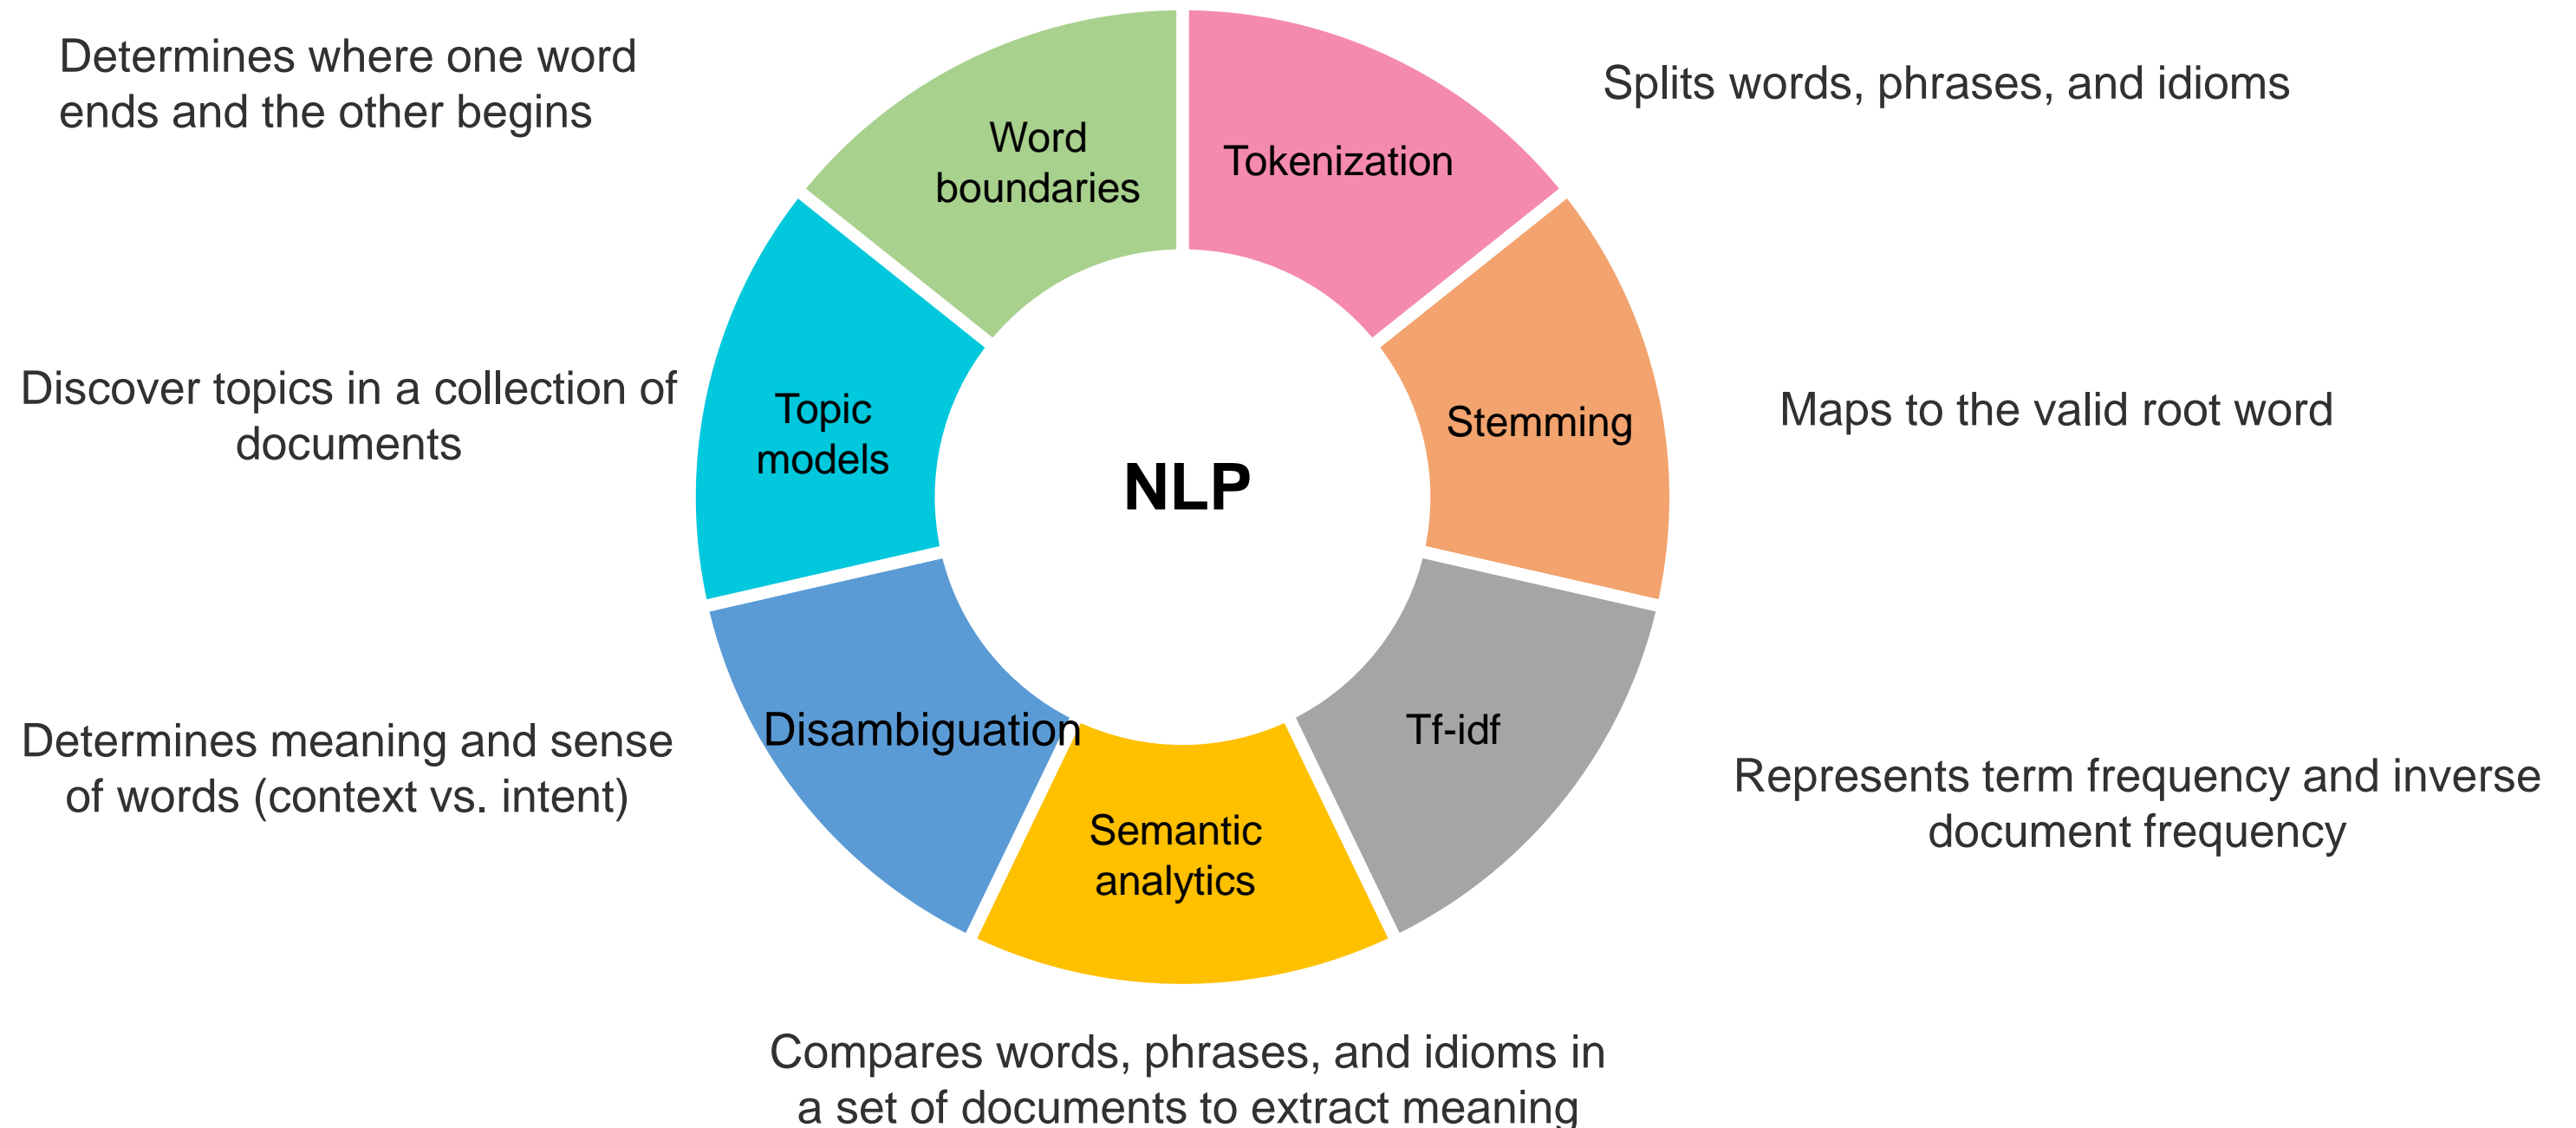 Determines where one word
ends and the other begins
Splits words, phrases, and idioms
Word
boundaries
Tokenization
Discover topics in a collection of
documents
Topic
models
Stemming
Maps to the valid root word
NLP
Determines meaning and sense
of words (context vs. intent)
Disambiguation
Tf-idf
Represents term frequency and inverse
document frequency
Semantic
analytics
Compares words, phrases, and idioms in
a set of documents to extract meaning